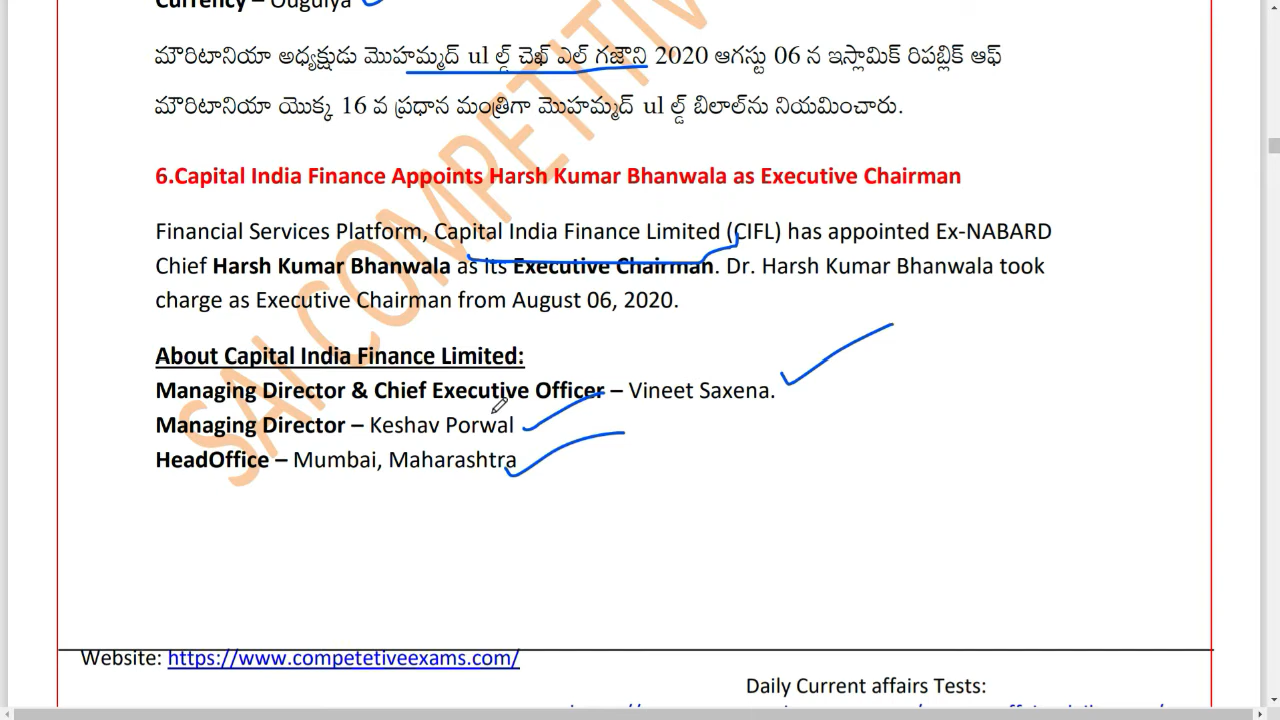 Currency – Ouguiya
మౌరిటానియా అధ్యక్షుడు మొహమ్మద్ ul ల్డ్ చెఖ్ ఎల్ గజౌని 2020 ఆగస్టు 06 న ఇస్లామిక్ రిపబ్లిక్ ఆఫ్
మౌరిటానియా యొక్క 16 వ ప్రధాన మంత్రిగా మొహమ్మద్ ul ల్డ్ బిలాల్‌ను నియమించారు.
6.Capital India Finance Appoints Harsh Kumar Bhanwala as Executive Chairman
Financial Services Platform, Capital India Finance Limited (CIFL) has appointed Ex-NABARD
Chief Harsh Kumar Bhanwala as its Executive Chairman. Dr. Harsh Kumar Bhanwala took
charge as Executive Chairman from August 06, 2020.
About Capital India Finance Limited:
Managing Director & Chief Executive Officer – Vineet Saxena.
Managing Director – Keshav Porwal
HeadOffice – Mumbai, Maharashtra
SAI COMPETITIV
Website: https://www.competetiveexams.com/
Daily Current affairs Tests: